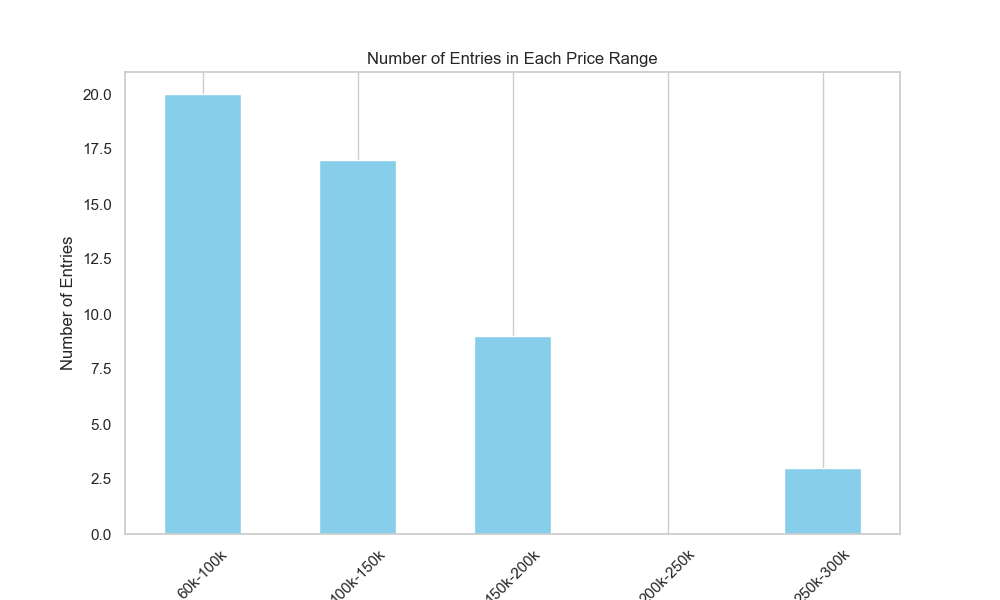 Number of Entries in Each Price Range
Number of Entries
20.0
17.5
15.0
12.5
10.0
7.5
5.0
2.5
0.0
60k-100k
100k-150k
150k-200k
200k-250k
250k-300k